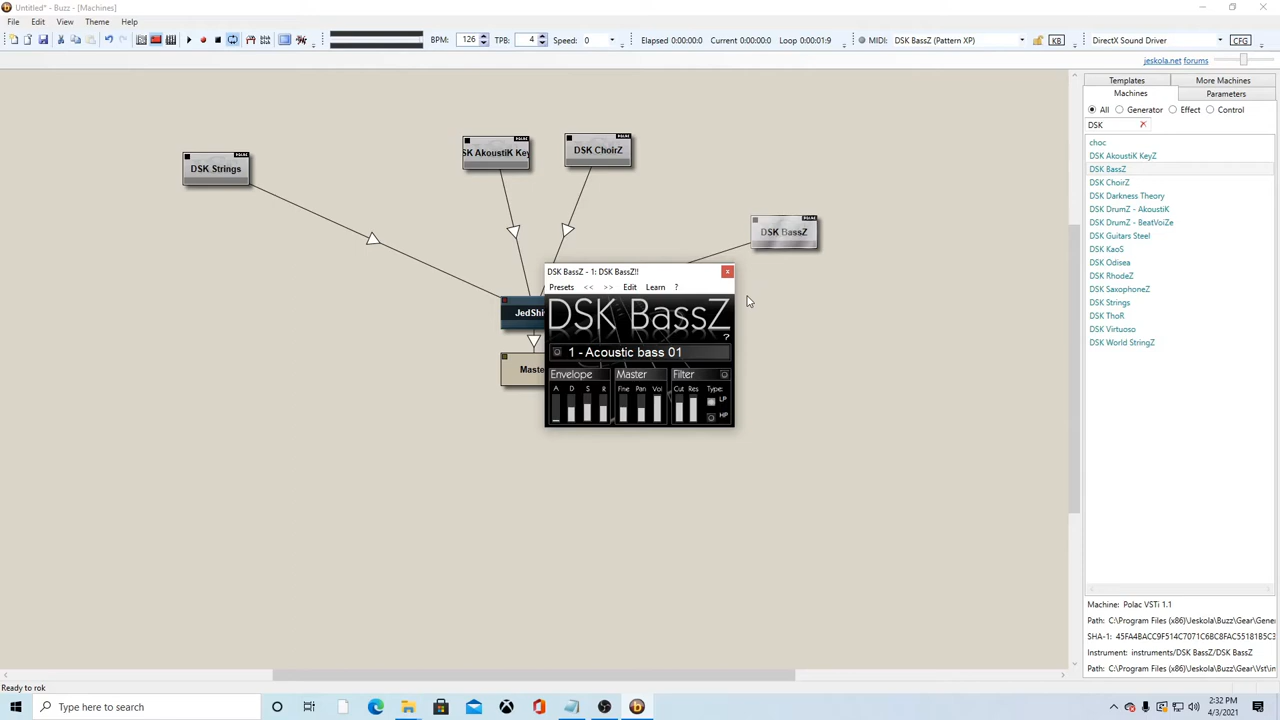 Untitled* - Buzz - [Machines]
File Edit View Theme Help
BPM: 126 TPB: 4 Speed: 0 Elapsed 0:00:00:0 Current 0:00:00:0 Loop 0:00:00:0 MIDI: DSK BassZ (Pattern XP) KB DirectX Sound Driver CFG
jeskola.net forums
Templates More Machines
Machines Parameters
All Generator Effect Control
DSK
choc
DSK AkoustiK KeyZ
DSK BassZ
DSK ChoirZ
DSK Darkness Theory
DSK DrumZ - AkoustiK
DSK DrumZ - BeatVoiZe
DSK Guitars Steel
DSK KaoS
DSK Odisea
DSK RhodeZ
DSK SaxophoneZ
DSK Strings
DSK ThoR
DSK Virtuoso
DSK World StringZ
Machine: Polac VSTi 1.1
Path: C:\Program Files (x86)\Jeskola\Buzz\Gear\Gene
SHA-1: 45FA4BACC9F514C7071C6BC8FAC55181B5C3
Instrument: instruments/DSK BassZ/DSK BassZ
Path: C:\Program Files (x86)\Jeskola\Buzz\Gear\Vst\in
DSK Strings
SK AkoustiK Key
DSK ChoirZ
DSK BassZ
JedShi
Maste
DSK BassZ - 1: DSK BassZ!! x
Presets << >> Edit Learn ?
DSK BassZ
?
1 - Acoustic bass 01
Envelope Master Filter
A D S R Fne Pan Vol Cut Res Type:
LP
HP
Ready to rok
Type here to search
2:32 PM
4/3/2021